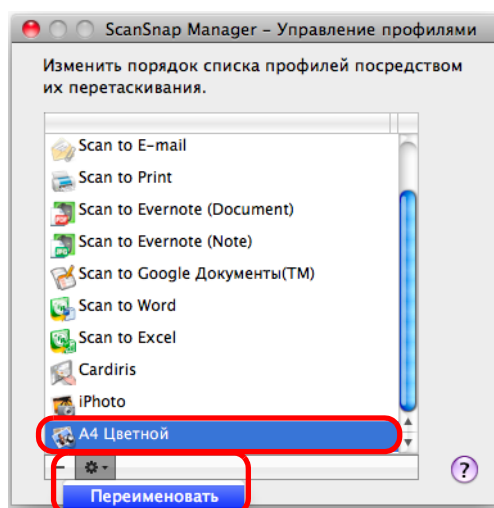 ScanSnap Manager – Управление профилями
Изменить порядок списка профилей посредством
их перетаскивания.
Scan to E-mail
Scan to Print
Scan to Evernote (Document)
Scan to Evernote (Note)
Scan to Google Документы(TM)
Scan to Word
Scan to Excel
Cardiris
iPhoto
A4 Цветной
Переименовать